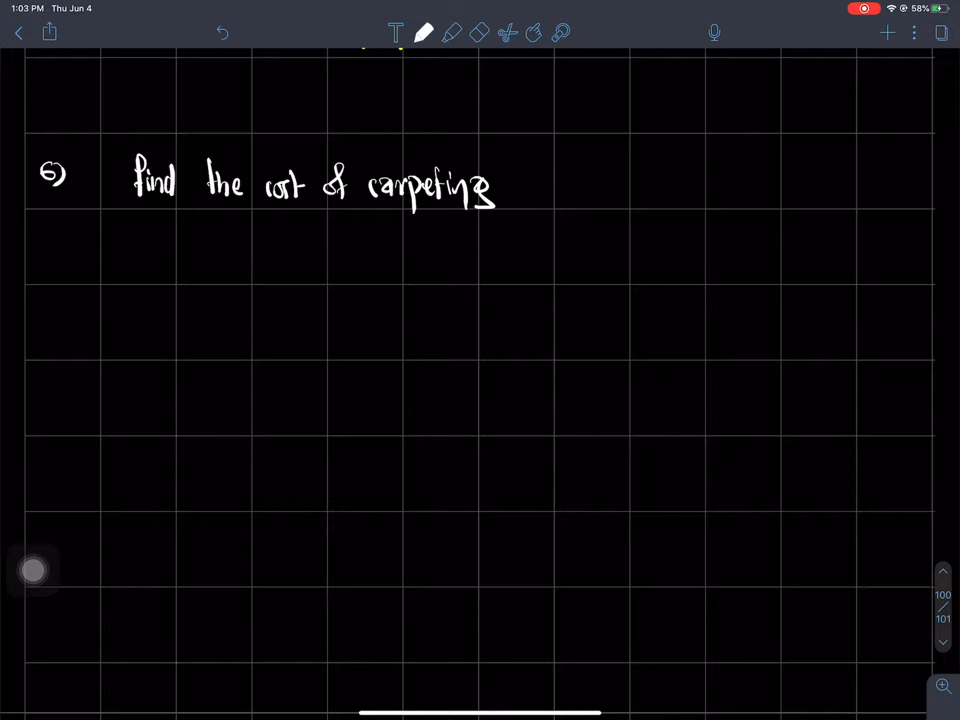 1:03 PM Thu Jun 4
58%
T
6) Find the cost of carpeting
100
/
101